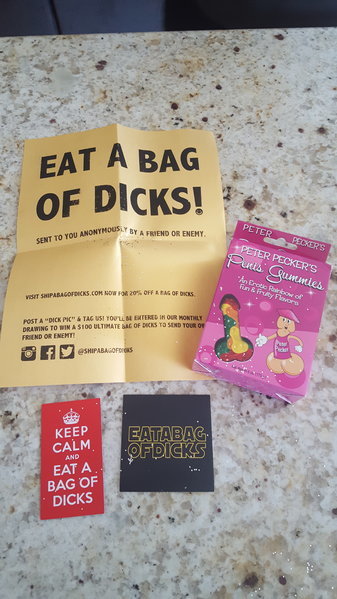 EAT A BAG
OF DICKS!
SENT TO YOU ANONYMOUSLY BY A FRIEND OR ENEMY.
VISIT SHIPABAGOFDICKS.COM NOW FOR 20% OFF A BAG OF DICKS.
POST A "DICK PIC" & TAG US! YOU'LL BE ENTERED IN OUR MONTHLY
DRAWING TO WIN A $100 ULTIMATE BAG OF DICKS TO SEND YOUR OWN
FRIEND OR ENEMY!
@SHIPABAGOFDICKS
PETER PECKER'S
PETER PECKER'S
Penis Gummies
An Erotic Rainbow of
Fun & Fruity Flavors
Peter
Pecker
KEEP
CALM
AND
EAT A
BAG OF
DICKS
EATABAG
OFDICKS